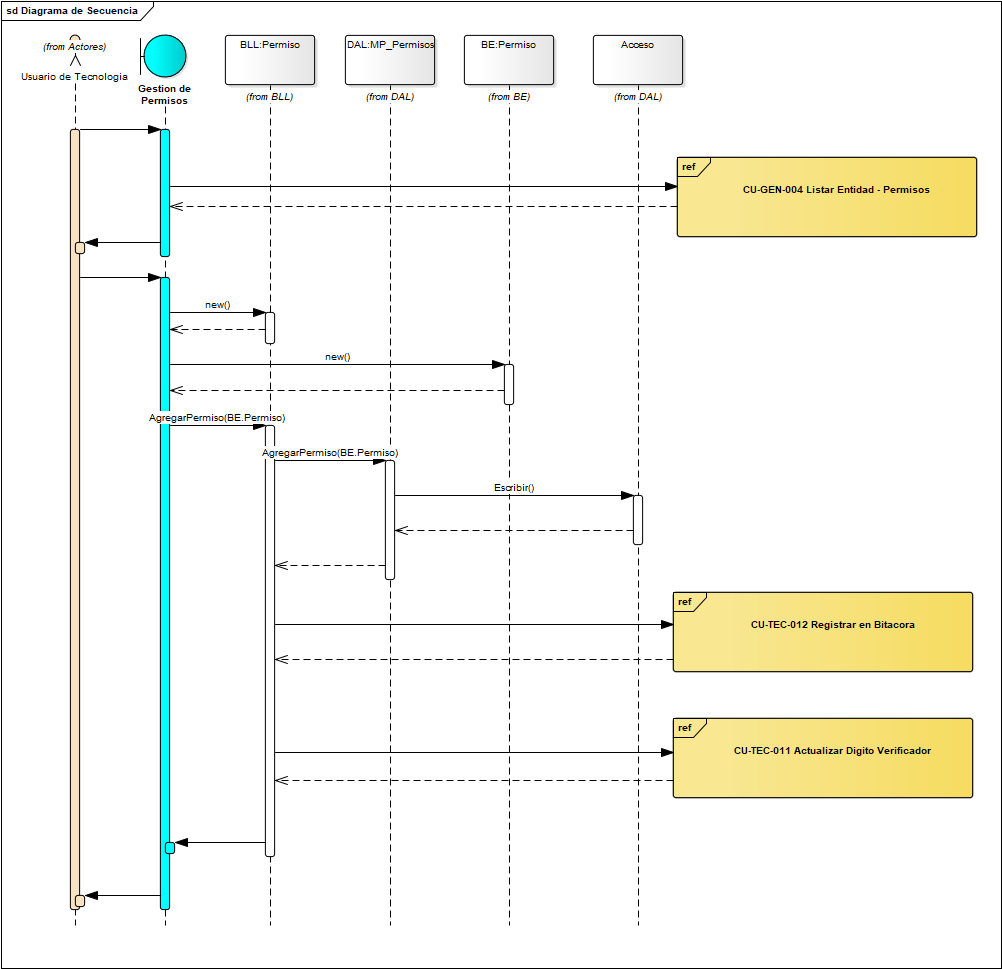 sd Diagrama de Secuencia
(from Actores)
Usuario de Tecnologia
Gestion de
Permisos
BLL:Permiso
(from BLL)
DAL:MP_Permisos
(from DAL)
BE:Permiso
(from BE)
Acceso
(from DAL)
ref
CU-GEN-004 Listar Entidad - Permisos
new()
new()
AgregarPermiso(BE.Permiso)
AgregarPermiso(BE.Permiso)
Escribir()
ref
CU-TEC-012 Registrar en Bitacora
ref
CU-TEC-011 Actualizar Digito Verificador